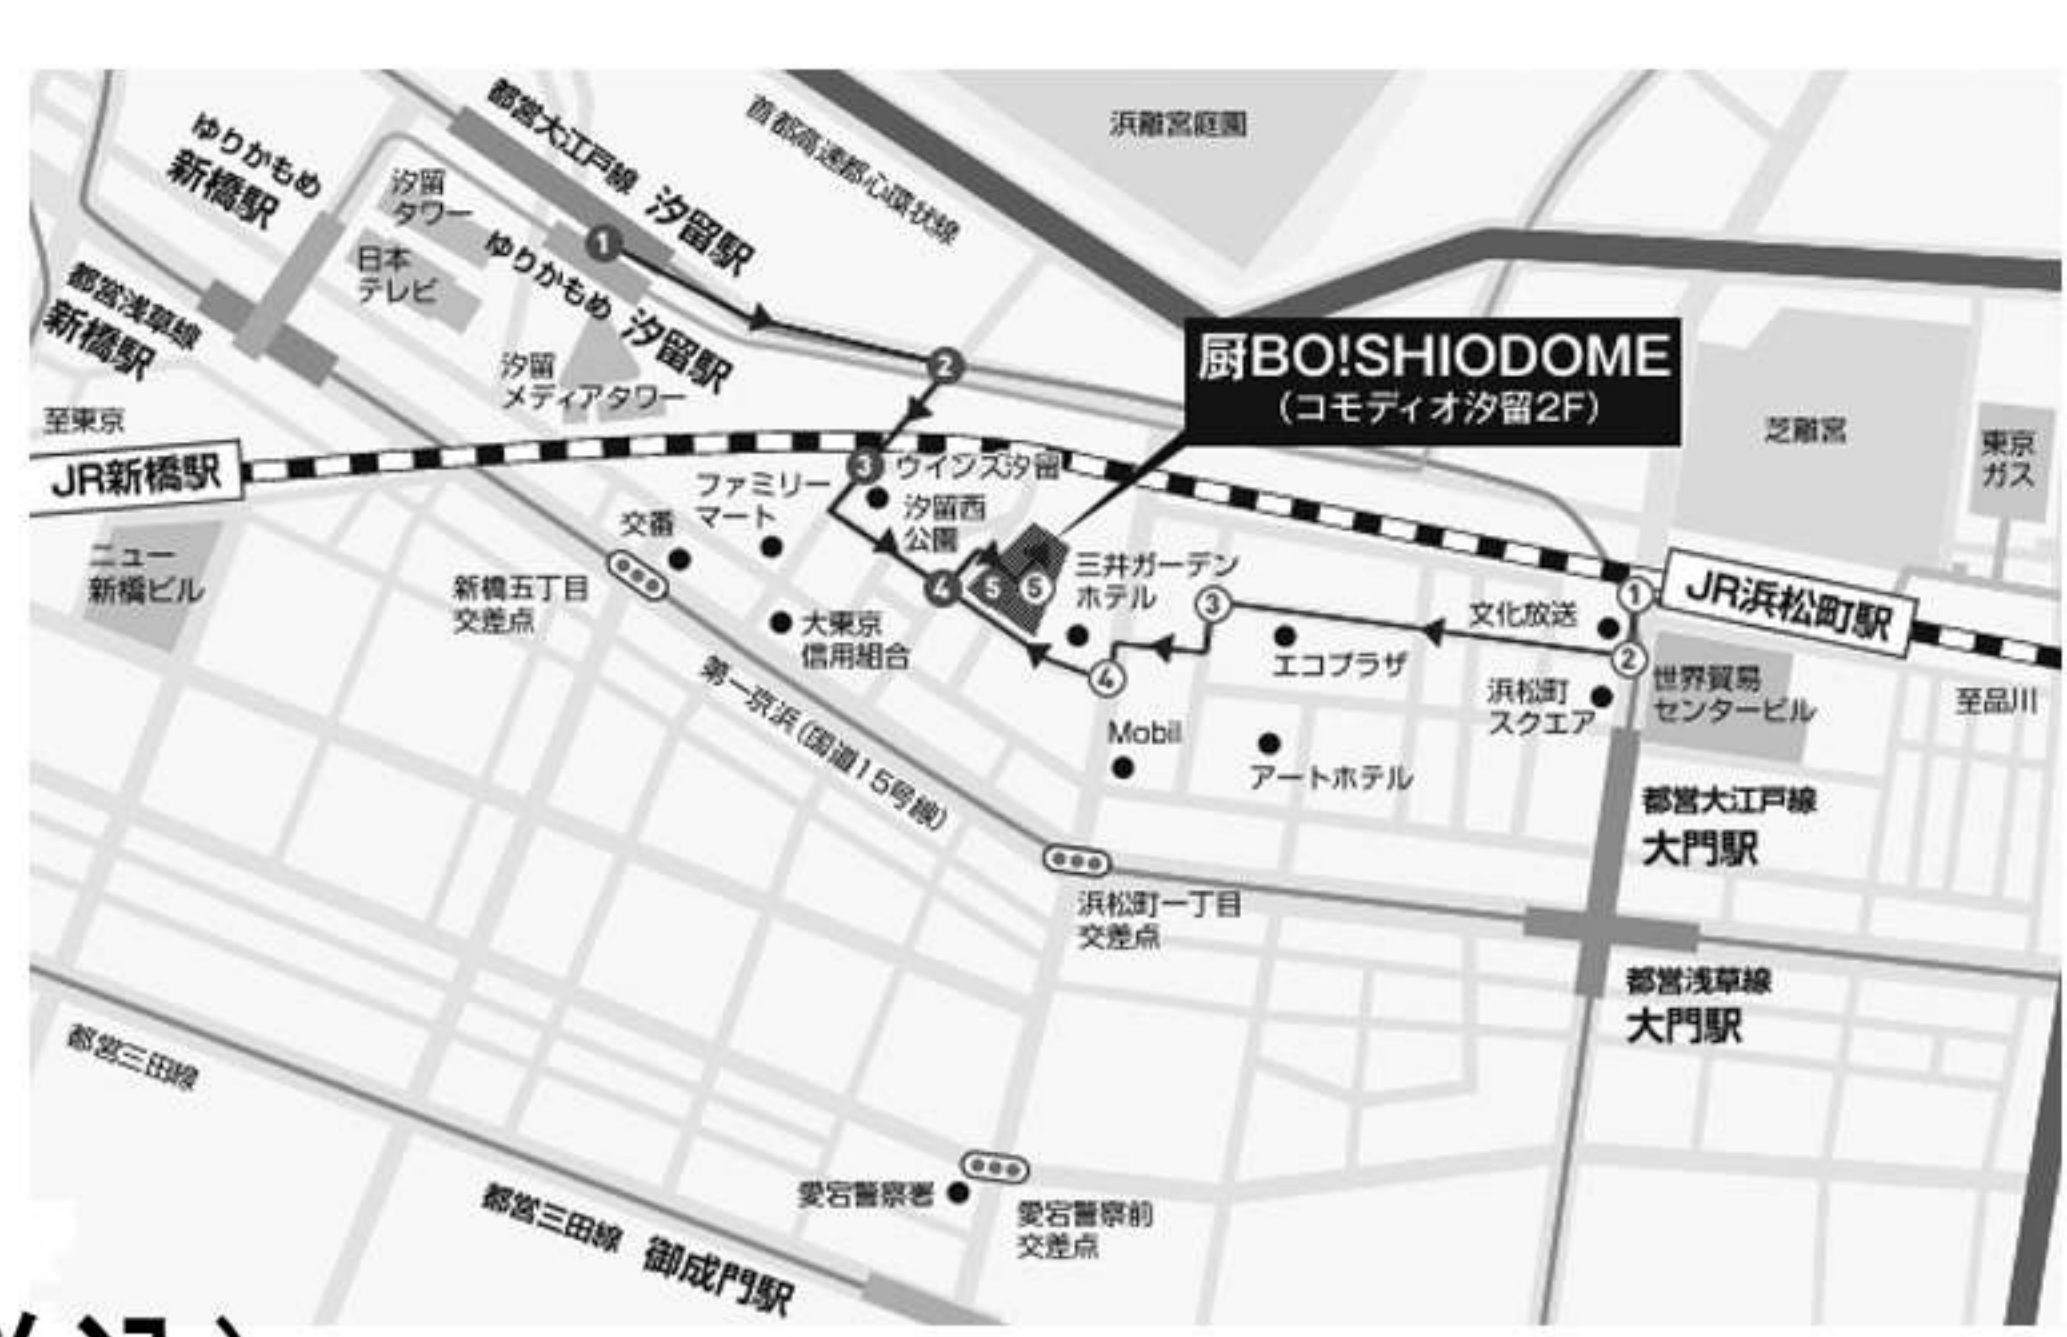 浜離宮庭園
都営大江戸線 汐留駅
首都高速都心環状線
ゆりかもめ
新橋駅
汐留
タワー
①
日本
テレビ
ゆりかもめ 汐留駅
都営浅草線
新橋駅
汐留
メディアタワー
②
厨BO!SHIODOME
(コモディオ汐留2F)
至東京
JR新橋駅
芝離宮
東京
ガス
③
ウインズ汐留
ファミリー
マート
汐留西
公園
交番
ニュー
新橋ビル
新橋五丁目
交差点
④
⑤
⑤
三井ガーデン
ホテル
③
文化放送
①
JR浜松町駅
大東京
信用組合
④
エコプラザ
②
世界貿易
センタービル
浜松町
スクエア
至品川
第一京浜(国道15号線)
Mobil
アートホテル
都営大江戸線
大門駅
浜松町一丁目
交差点
都営浅草線
大門駅
都営三田線
愛宕警察署
愛宕警察前
交差点
都営三田線 御成門駅